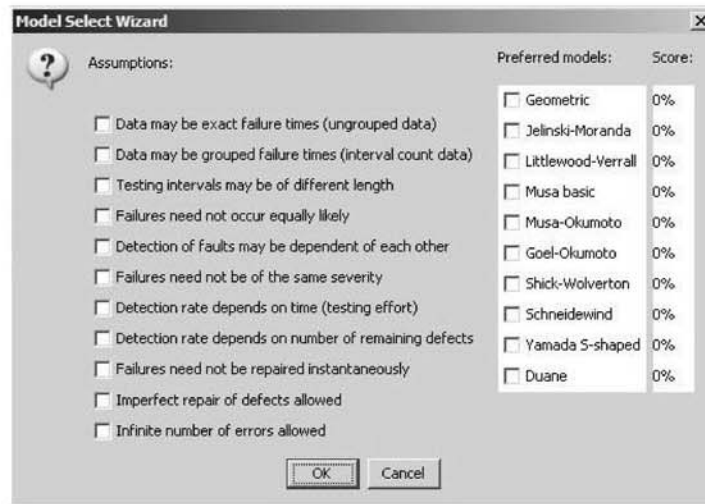 Model Select Wizard
Assumptions:
Data may be exact failure times (ungrouped data)
Data may be grouped failure times (interval count data)
Testing intervals may be of different length
Failures need not occur equally likely
Detection of faults may be dependent of each other
Failures need not be of the same severity
Detection rate depends on time (testing effort)
Detection rate depends on number of remaining defects
Failures need not be repaired instantaneously
Imperfect repair of defects allowed
Infinite number of errors allowed
Preferred models: Score:
Geometric 0%
Jelinski-Moranda 0%
Littlewood-Verrall 0%
Musa basic 0%
Musa-Okumoto 0%
Goel-Okumoto 0%
Shick-Wolverton 0%
Schneidewind 0%
Yamada S-shaped 0%
Duane 0%
OK Cancel